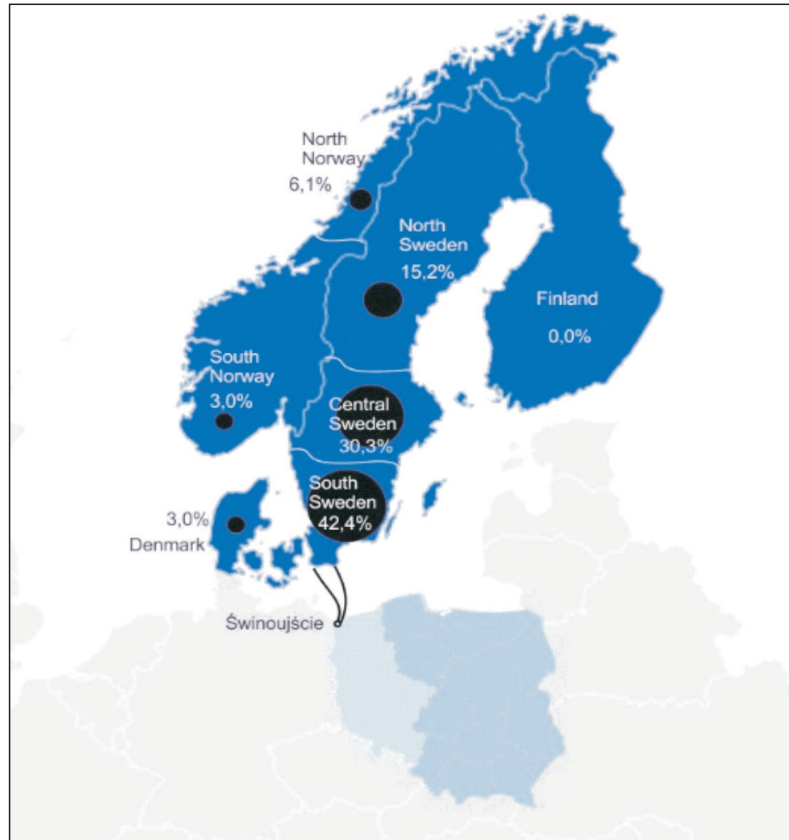 North
Norway
6,1%
North
Sweden
15,2%
Finland
0,0%
South
Norway
3,0%
Central
Sweden
30,3%
South
Sweden
42,4%
3,0%
Denmark
Świnoujście